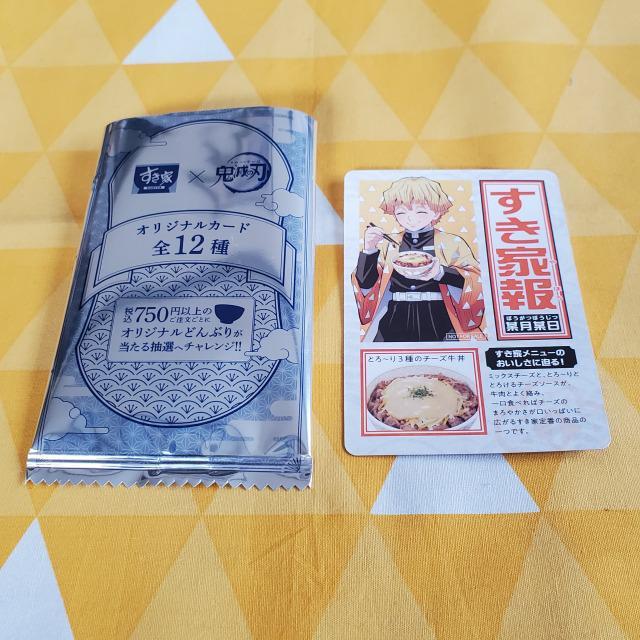 すき家 × 鬼滅の刃
オリジナルカード
全12種
税込750円以上の
ご注文ごとに
オリジナルどんぶりが
当たる抽選へチャレンジ!!
すき家報
ぼうがつぼうじつ
某月某日
とろ〜り3種のチーズ牛丼
すき家メニューの
おいしさに迫る!
ミックスチーズと、とろ〜りと
とろけるチーズソースが、
牛肉とよく絡み、
一口食べればチーズの
まろやかさが口いっぱいに
広がるすき家定番の商品の
一つです。